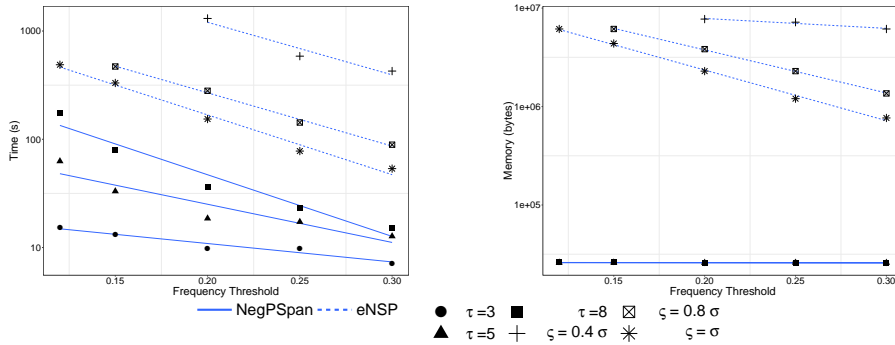 1000
100
10
Time (s)
0.15 0.20 0.25 0.30
Frequency Threshold
1e+07
1e+06
1e+05
Memory (bytes)
0.15 0.20 0.25 0.30
Frequency Threshold
NegPSpan eNSP
τ=3 τ=8 ς = 0.8 σ
τ=5 ς = 0.4 σ ς = σ